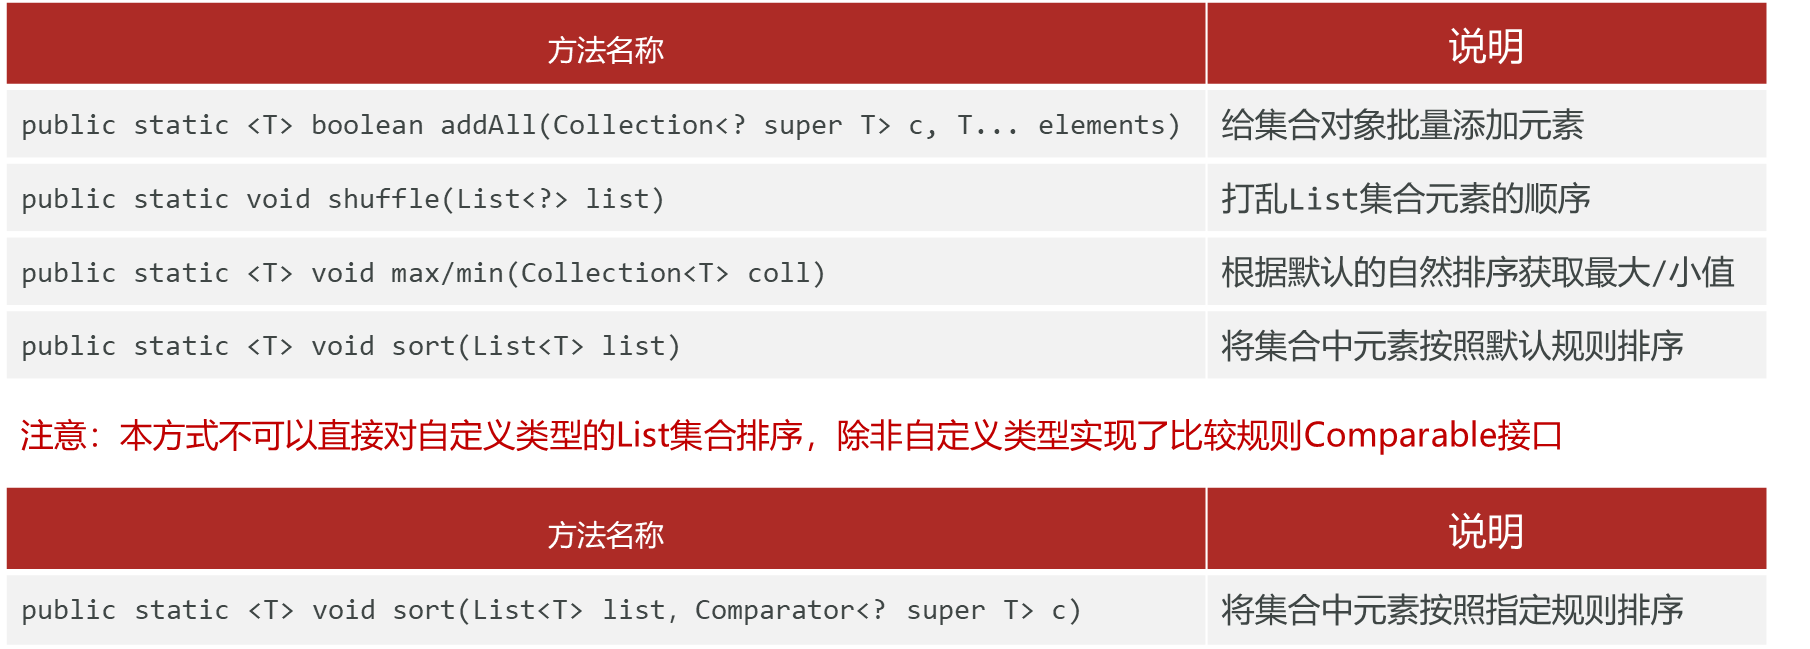 方法名称 说明
public static <T> boolean addAll(Collection<? super T> c, T... elements) 给集合对象批量添加元素
public static void shuffle(List<?> list) 打乱List集合元素的顺序
public static <T> void max/min(Collection<T> coll) 根据默认的自然排序获取最大/小值
public static <T> void sort(List<T> list) 将集合中元素按照默认规则排序
注意：本方式不可以直接对自定义类型的List集合排序，除非自定义类型实现了比较规则Comparable接口
方法名称 说明
public static <T> void sort(List<T> list，Comparator<? super T> c) 将集合中元素按照指定规则排序